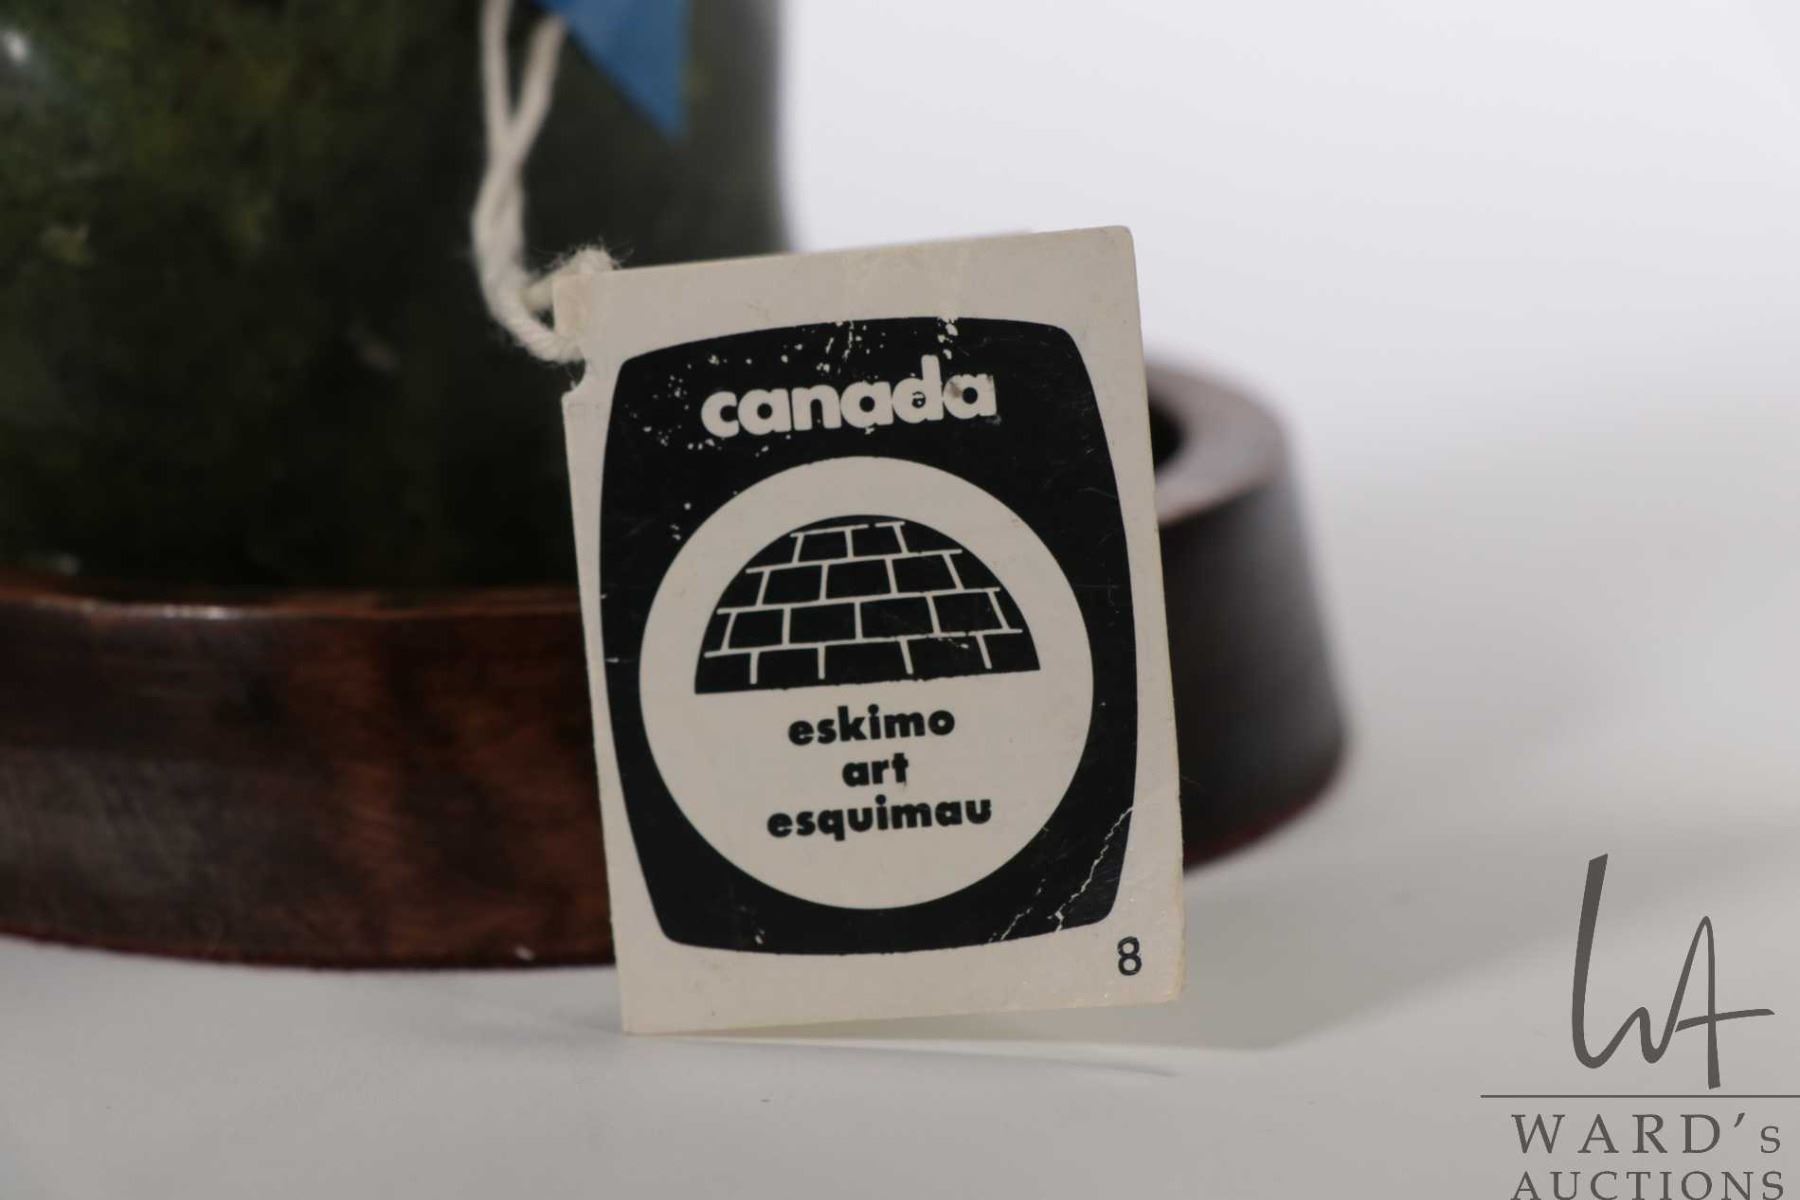 canada
eskimo
art
esquimau
8
WARD's
AUCTIONS